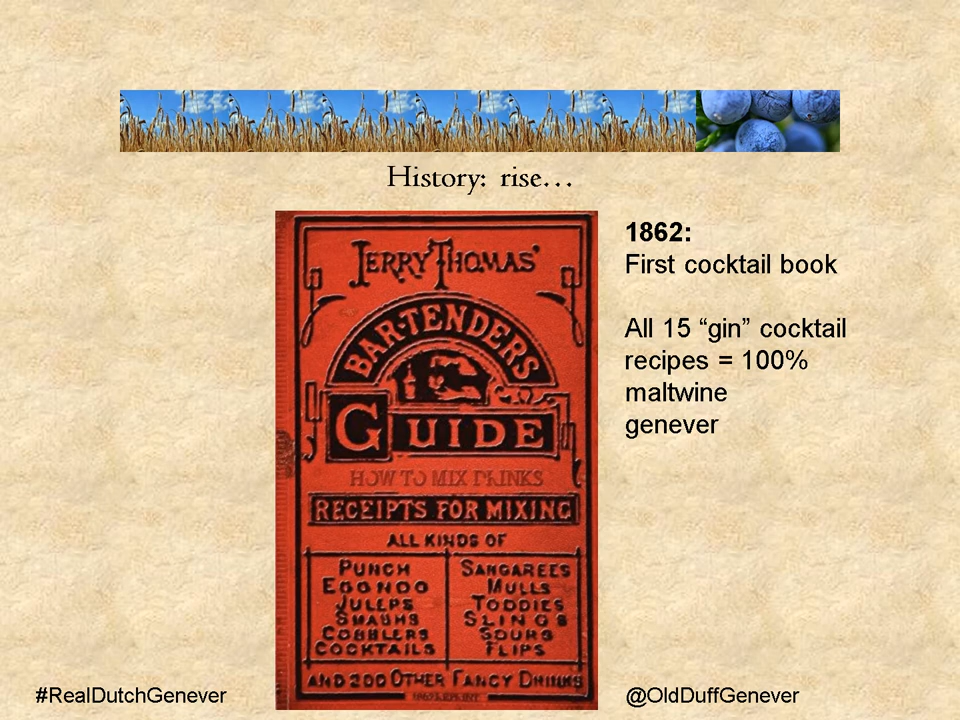 History: rise…
JERRY THOMAS'
BARTENDERS
GUIDE
HOW TO MIX DRINKS
RECEIPTS FOR MIXING
ALL KINDS OF
PUNCH
EGGNOG
JULEPS
SMASHS
COBBLERS
COCKTAILS
SANGAREES
MULLS
TODDIES
SLINGS
SOURS
FLIPS
AND 200 OTHER FANCY DRINKS
1862:
First cocktail book
All 15 “gin” cocktail
recipes = 100%
maltwine
genever
#RealDutchGenever
@OldDuffGenever